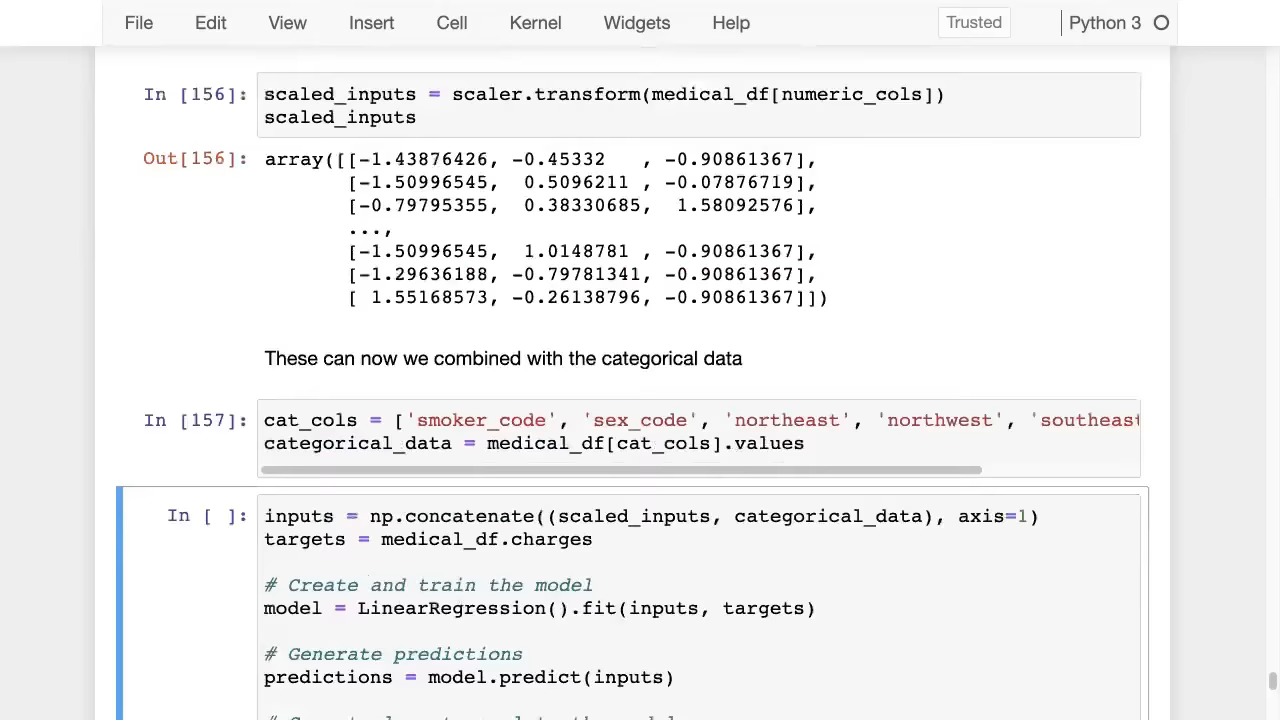 File Edit View Insert Cell Kernel Widgets Help Trusted Python 3
In [156]: scaled_inputs = scaler.transform(medical_df[numeric_cols])
scaled_inputs
Out[156]: array([[-1.43876426, -0.45332   , -0.90861367],
[-1.50996545,  0.5096211 , -0.07876719],
[-0.79795355,  0.38330685,  1.58092576],
...,
[-1.50996545,  1.0148781 , -0.90861367],
[-1.29636188, -0.79781341, -0.90861367],
[ 1.55168573, -0.26138796, -0.90861367]])
These can now we combined with the categorical data
In [157]: cat_cols = ['smoker_code', 'sex_code', 'northeast', 'northwest', 'southeast
categorical_data = medical_df[cat_cols].values
In [ ]: inputs = np.concatenate((scaled_inputs, categorical_data), axis=1)
targets = medical_df.charges
# Create and train the model
model = LinearRegression().fit(inputs, targets)
# Generate predictions
predictions = model.predict(inputs)